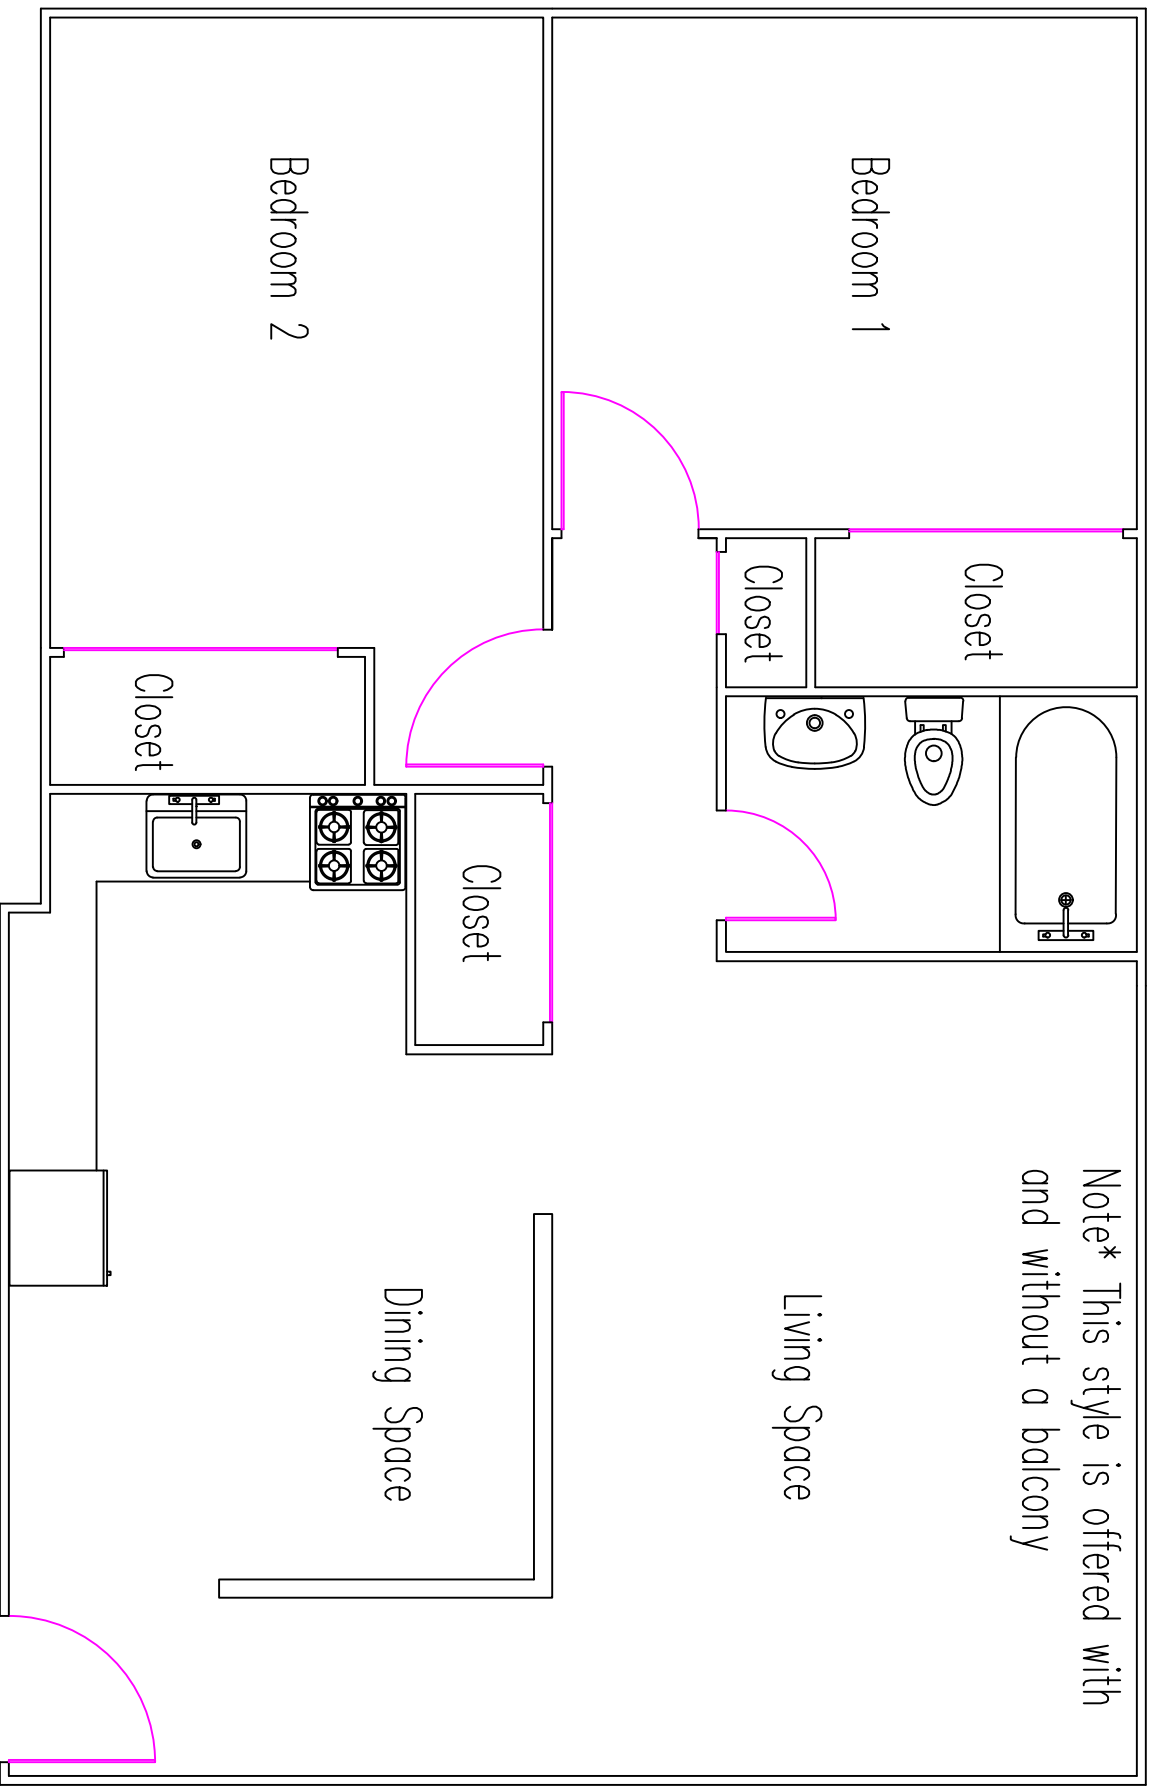 Bedroom 1
Bedroom 2
Closet
Closet
Closet
Closet
Note* This style is offered with
and without a balcony
Living Space
Dining Space